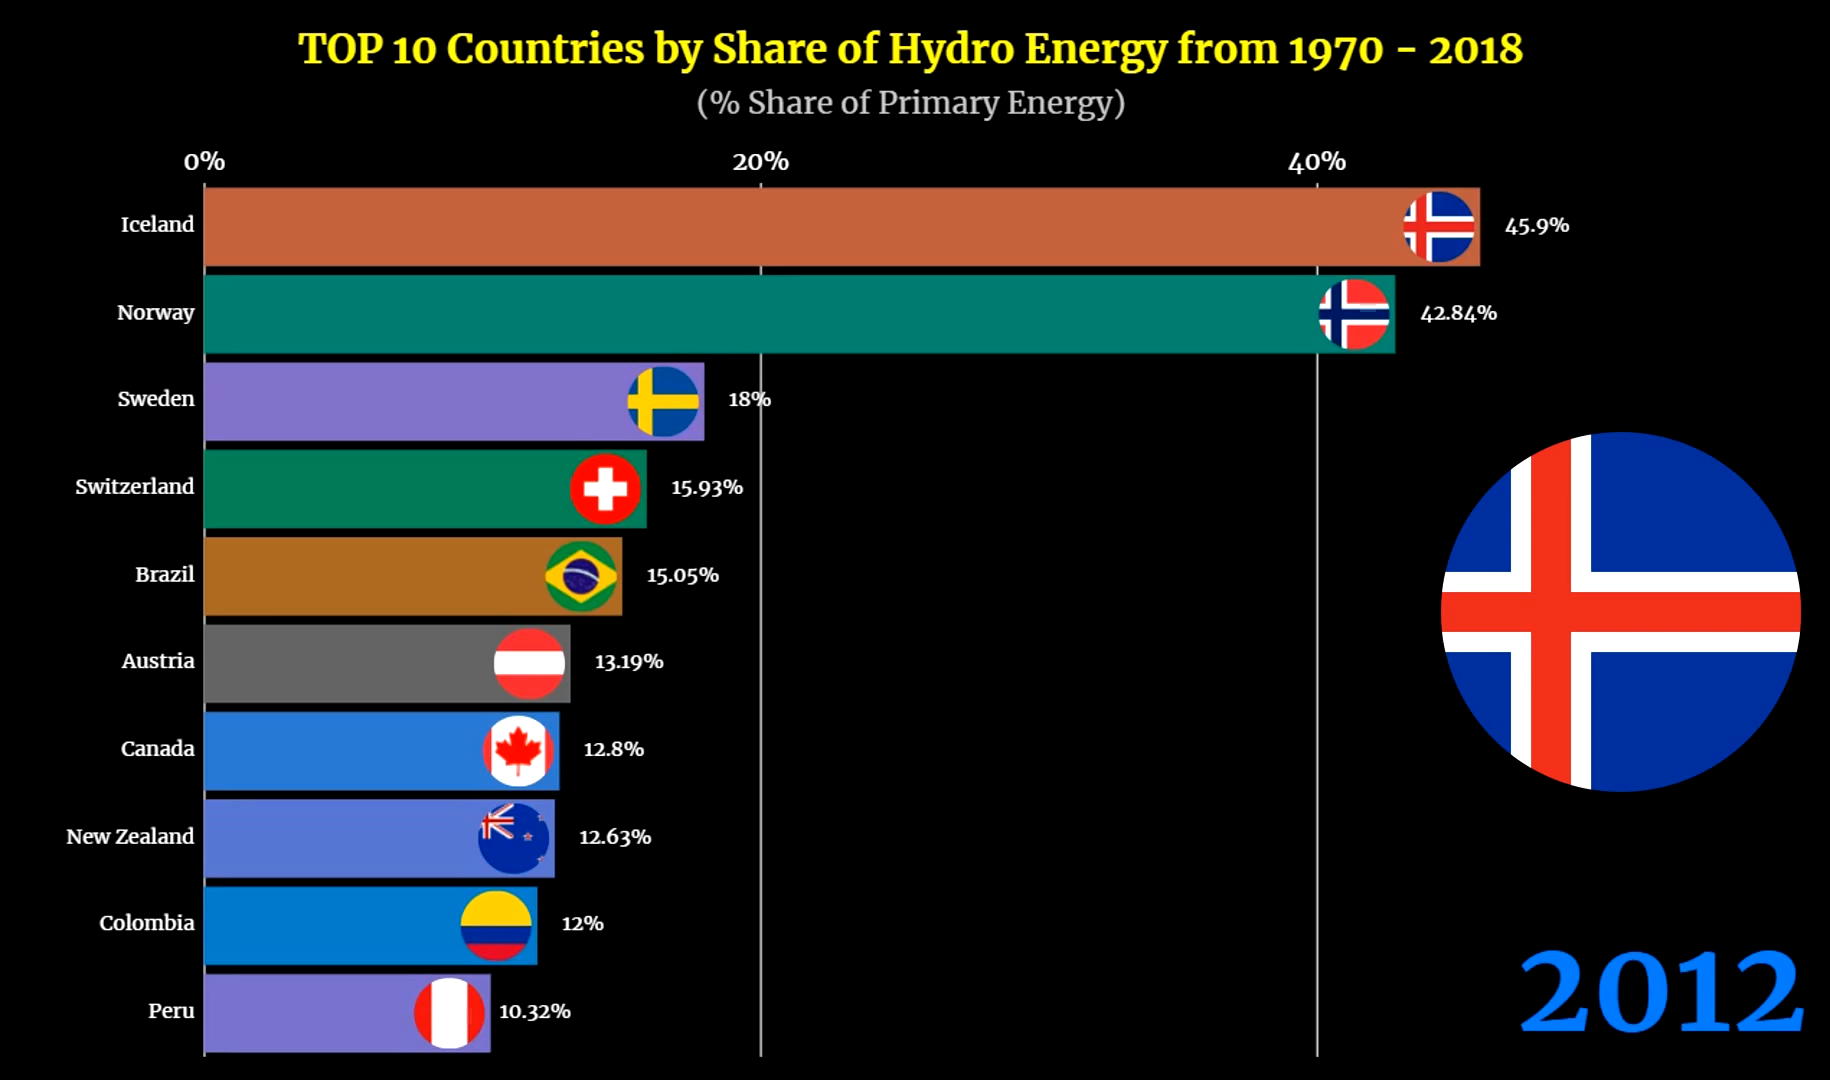 TOP 10 Countries by Share of Hydro Energy from 1970 - 2018
(% Share of Primary Energy)
0% 20% 40%
Iceland 45.9%
Norway 42.84%
Sweden 18%
Switzerland 15.93%
Brazil 15.05%
Austria 13.19%
Canada 12.8%
New Zealand 12.63%
Colombia 12%
Peru 10.32%
2012